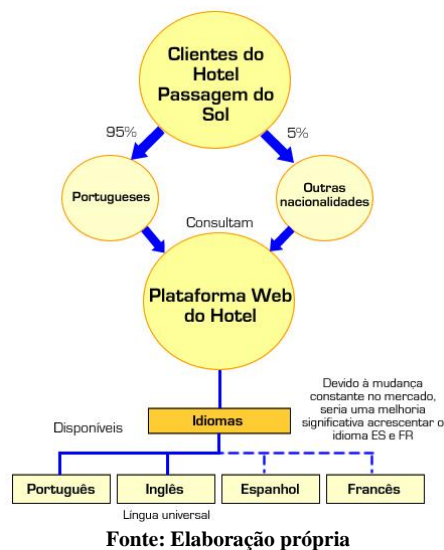 Clientes do
Hotel
Passagem do
Sol
95%
5%
Portugueses
Outras
nacionalidades
Consultam
Plataforma Web
do Hotel
Devido à mudança
constante no mercado,
seria uma melhoria
significativa acrescentar o
idioma ES e FR
Disponíveis
Idiomas
Português
Inglês
Espanhol
Francês
Lingua universal
Fonte: Elaboração própria